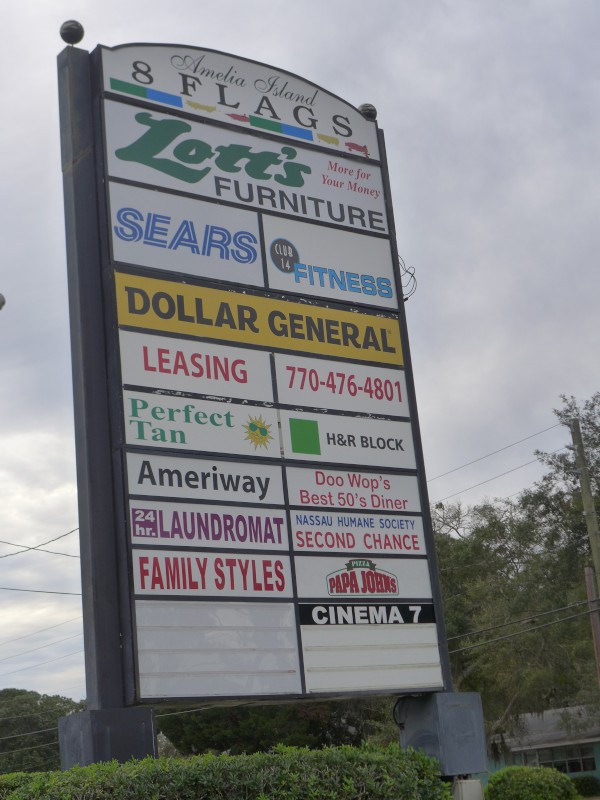 Amelia Island
8 FLAGS
Lott's
More for
Your Money
FURNITURE
SEARS
CLUB
14
FITNESS
DOLLAR GENERAL
LEASING
770-476-4801
Perfect
Tan
H&R BLOCK
Ameriway
Doo Wop's
Best 50's Diner
24
hr.
LAUNDROMAT
NASSAU HUMANE SOCIETY
SECOND CHANCE
FAMILY STYLES
PIZZA
PAPA JOHNS
CINEMA 7